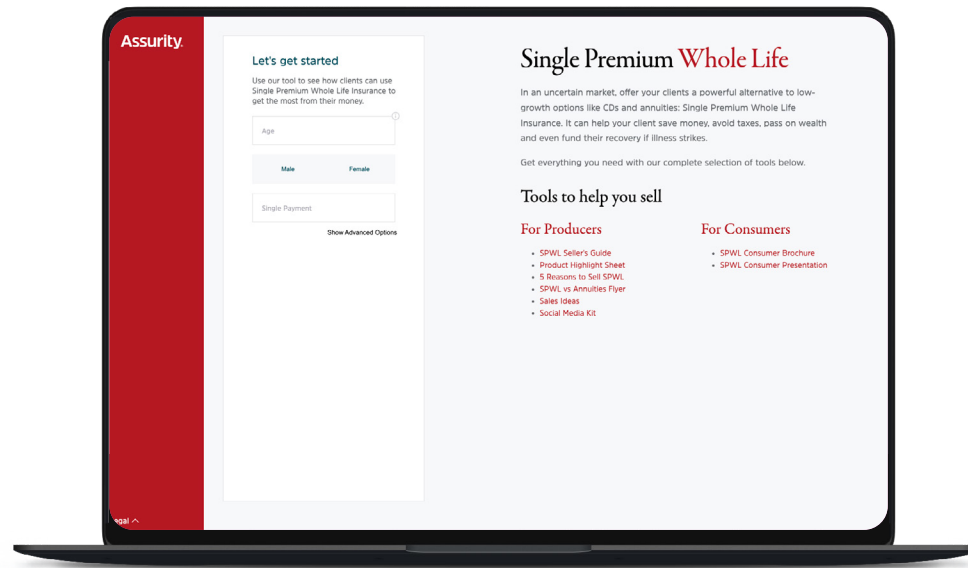 Assurity
Let's get started
Use our tool to see how clients can use
Single Premium Whole Life Insurance to
get the most from their money.
Age
Male Female
Single Payment
Show Advanced Options
Single Premium Whole Life
In an uncertain market, offer your clients a powerful alternative to low-
growth options like CDs and annuities: Single Premium Whole Life
Insurance. It can help your client save money, avoid taxes, pass on wealth
and even fund their recovery if illness strikes.
Get everything you need with our complete selection of tools below.
Tools to help you sell
For Producers
• SPWL Seller's Guide
• Product Highlight Sheet
• 5 Reasons to Sell SPWL
• SPWL vs Annuities Flyer
• Sales Ideas
• Social Media Kit
For Consumers
• SPWL Consumer Brochure
• SPWL Consumer Presentation
egal